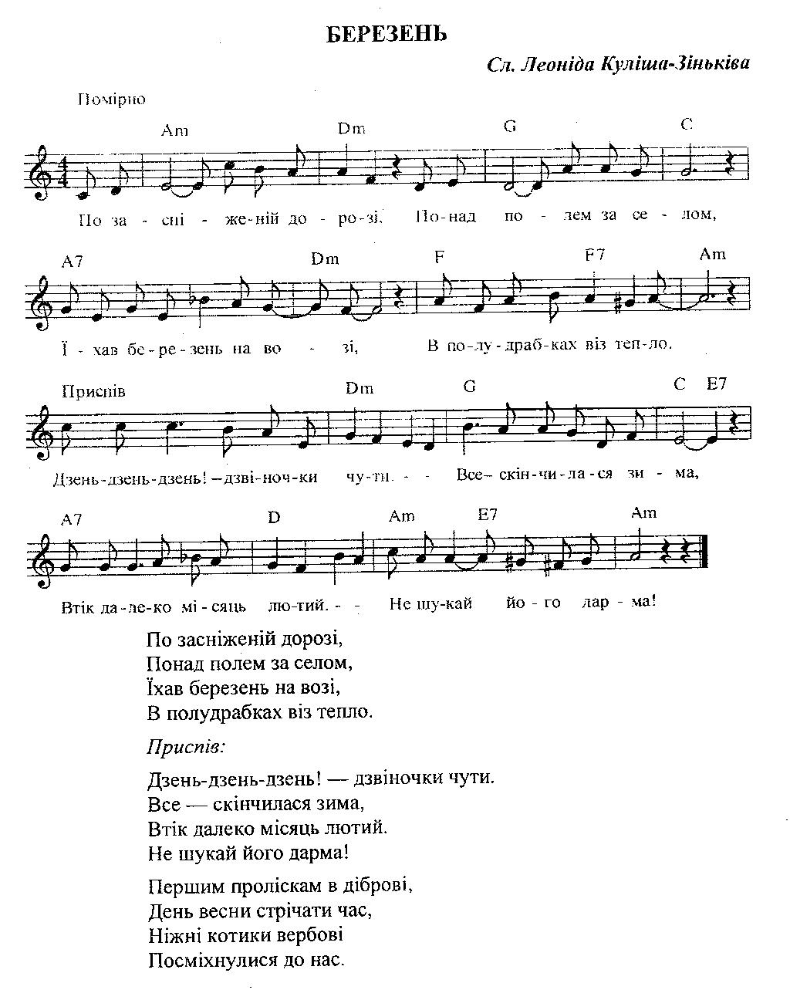 БЕРЕЗЕНЬ
Сл. Леоніда Куліша-Зіньківа
Помірно
Am Dm G C
По за - сні - же-ній до - ро-зі. По-над по - лем за се - лом,
A7 Dm F F7 Am
Ї - хав бе-ре-зень на во - зі, В по-лу-драб-ках віз теп-ло.
Приспів Dm G C E7
Дзень-дзень-дзень! –дзві-ноч-ки чу-ти. - - Все– скін-чи-ла-ся зи - ма,
A7 D Am E7 Am
Втік да-ле-ко мі-сяць лю-тий. - - Не шу-кай йо-го дар-ма!
По засніженій дорозі,
Понад полем за селом,
Їхав березень на возі,
В полудрабках віз тепло.
Приспів:
Дзень-дзень-дзень! — дзвіночки чути.
Все — скінчилася зима,
Втік далеко місяць лютий.
Не шукай його дарма!
Першим проліскам в діброві,
День весни стрічати час,
Ніжні котики вербові
Посміхнулися до нас.